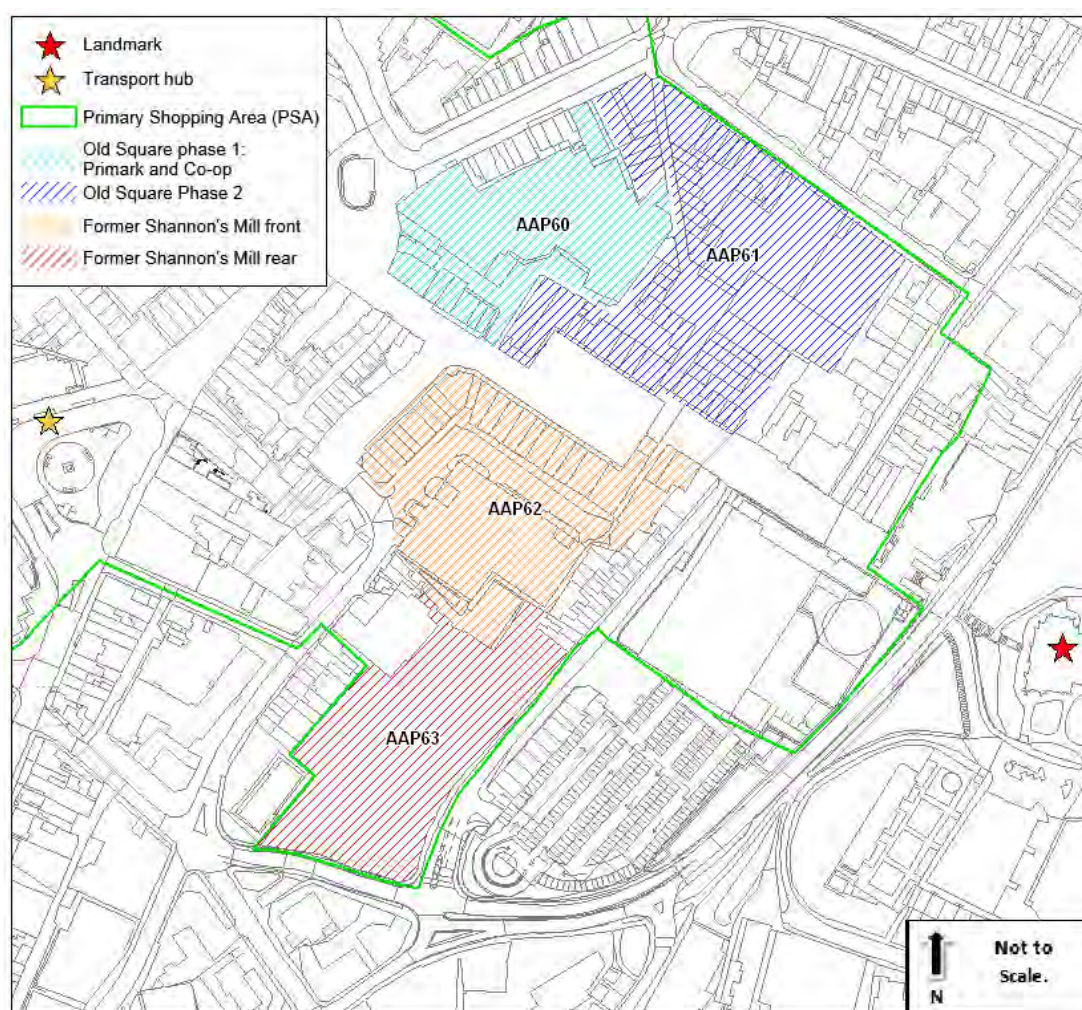 Landmark
Transport hub
Primary Shopping Area (PSA)
Old Square phase 1:
Primark and Co-op
Old Square Phase 2
Former Shannon's Mill front
Former Shannon's Mill rear
AAP60
AAP61
AAP62
AAP63
Not to
Scale.
N